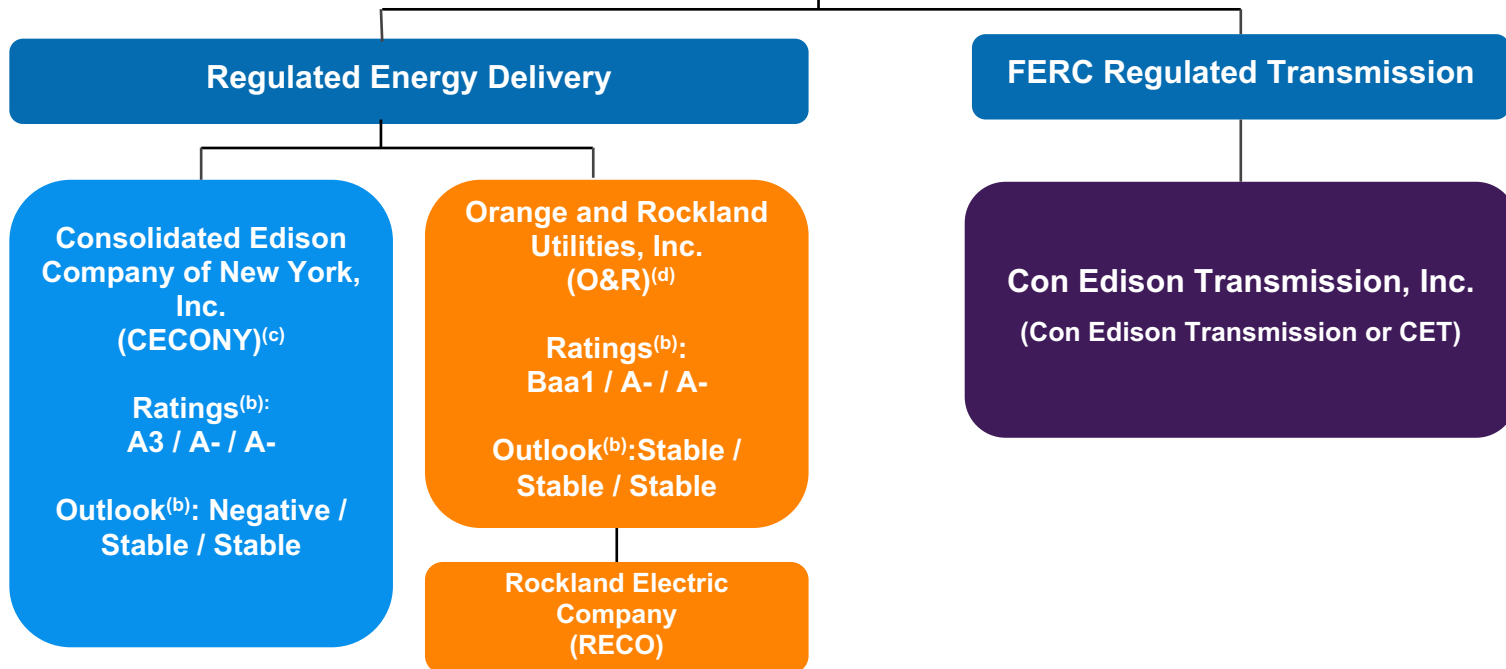 Regulated Energy Delivery
FERC Regulated Transmission
Consolidated Edison
Company of New York,
Inc.
(CECONY)(c)
Ratings(b):
A3 / A- / A-
Outlook(b): Negative /
Stable / Stable
Orange and Rockland
Utilities, Inc.
(O&R)(d)
Ratings(b):
Baa1 / A- / A-
Outlook(b):Stable /
Stable / Stable
Rockland Electric
Company
(RECO)
Con Edison Transmission, Inc.
(Con Edison Transmission or CET)